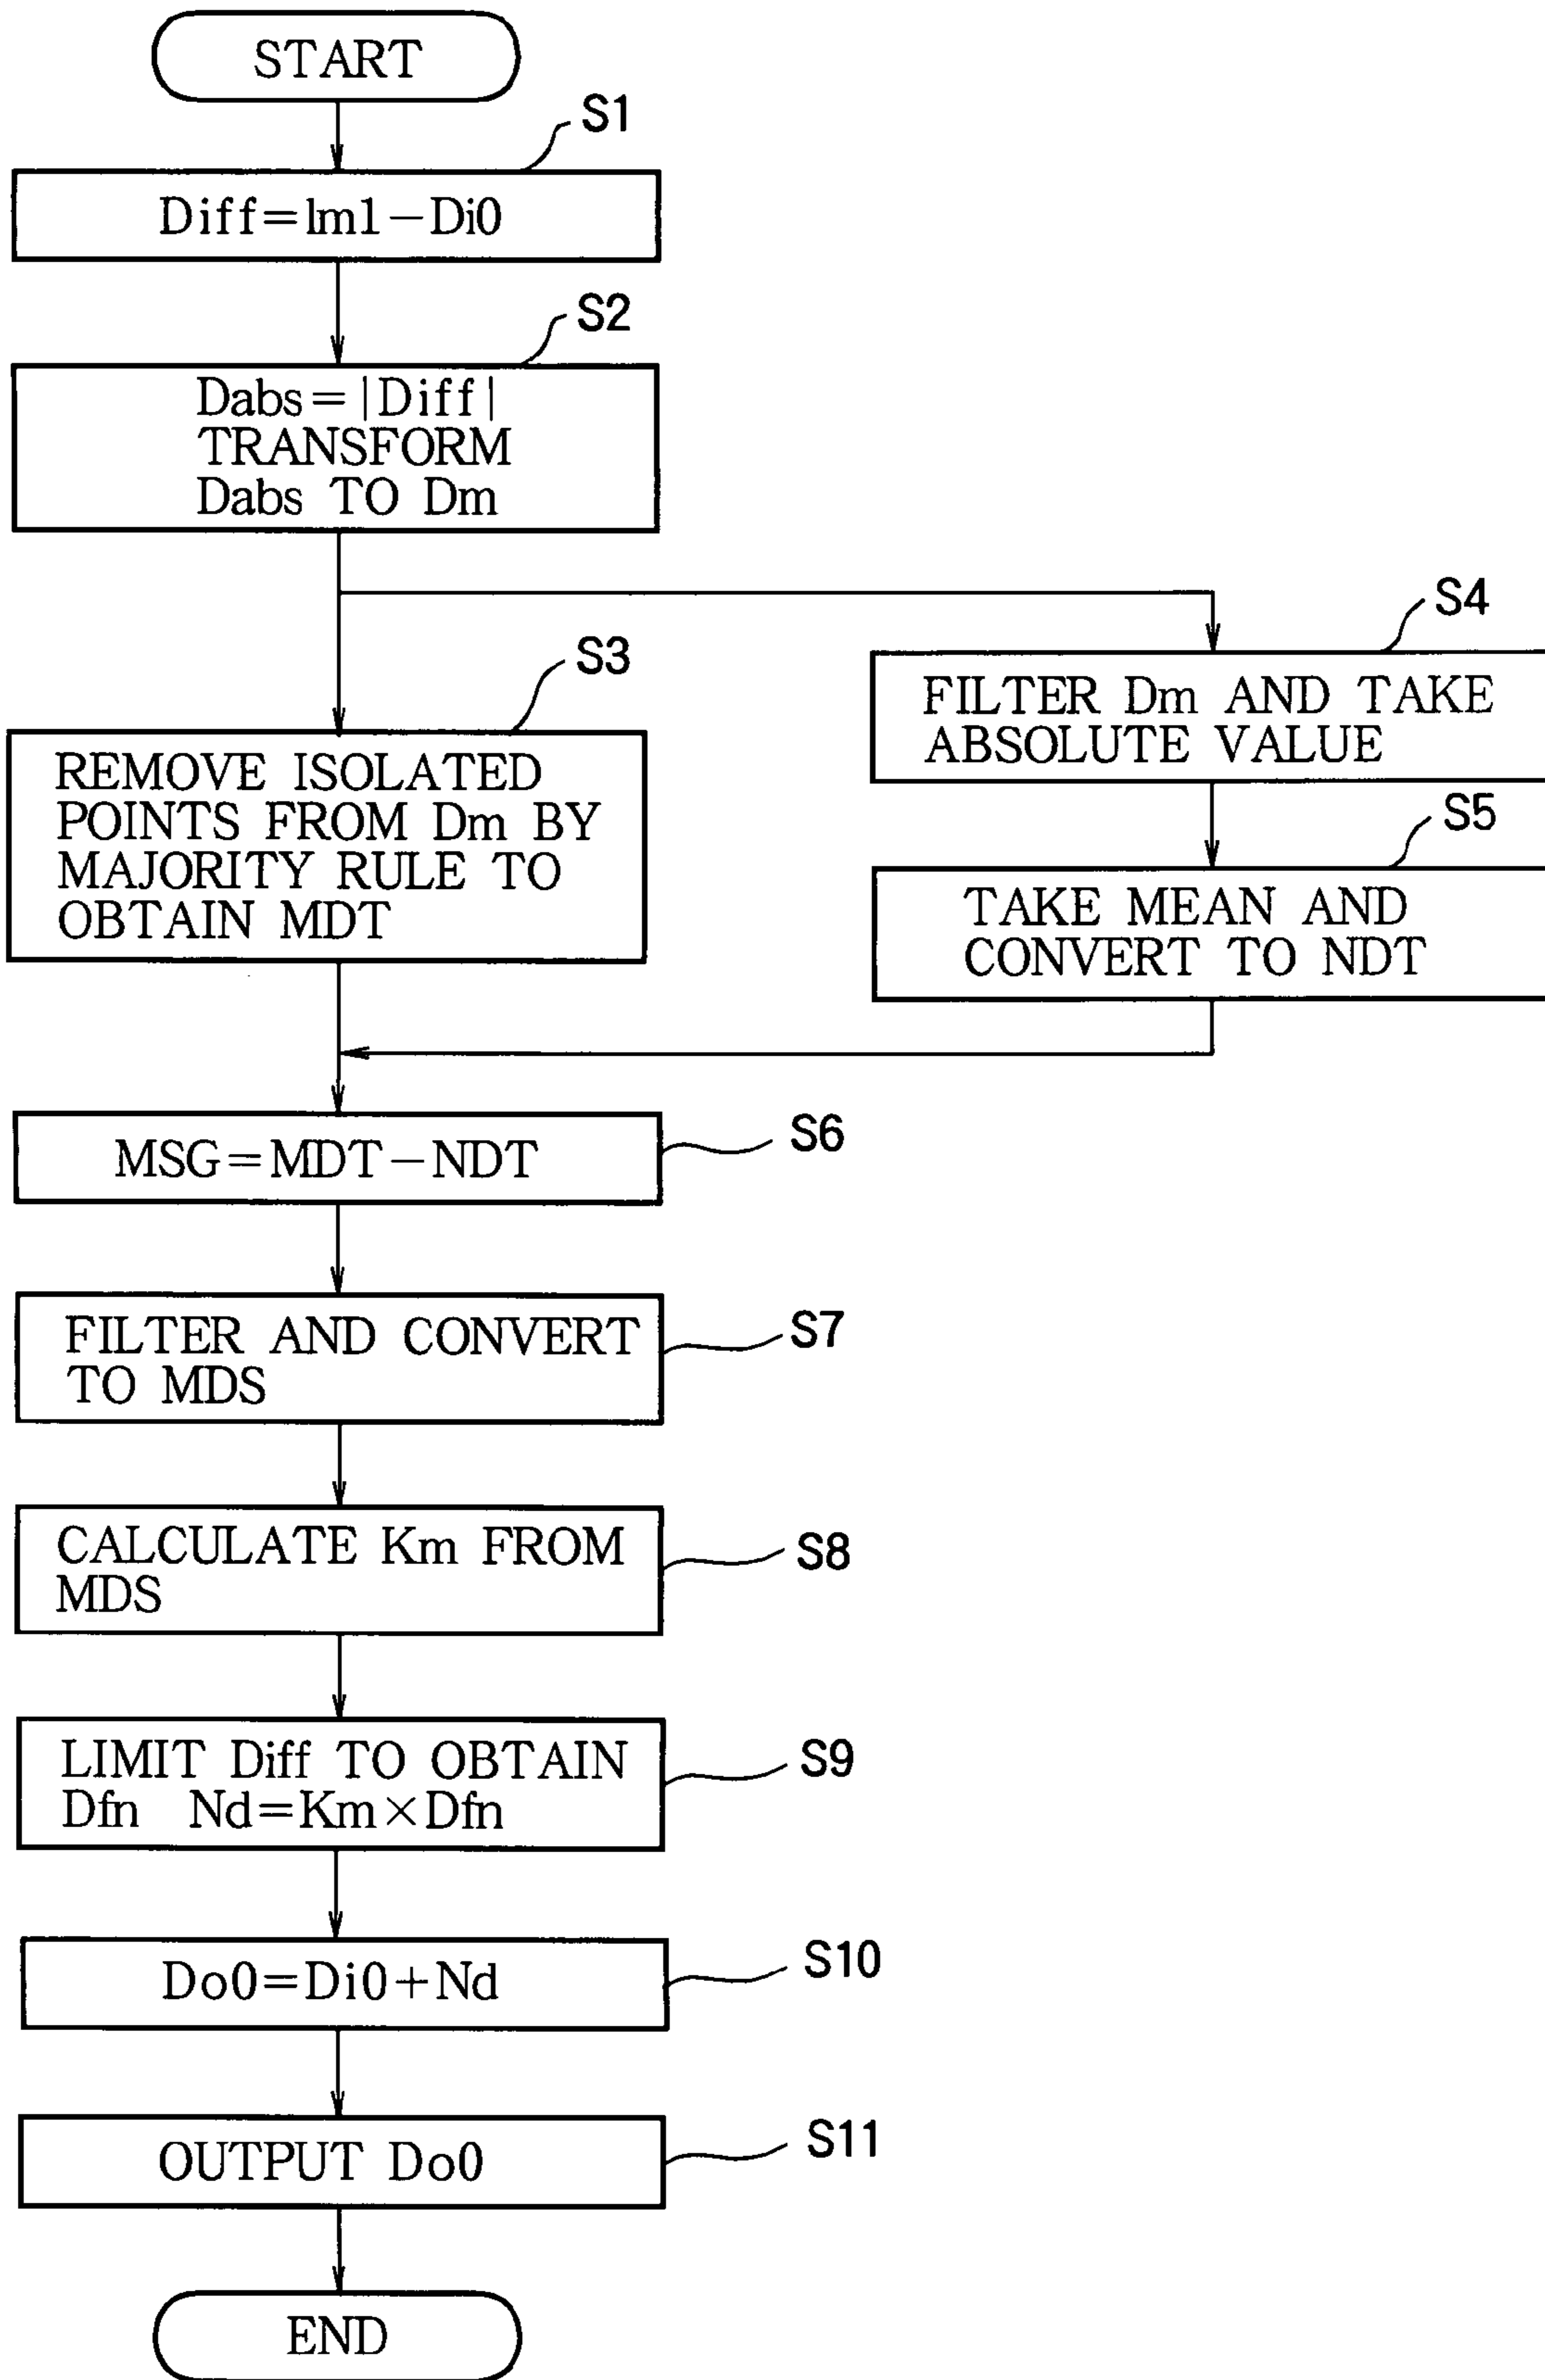 START
S1
Diff=Im1−Di0
S2
Dabs=|Diff|
TRANSFORM
Dabs TO Dm
S3
REMOVE ISOLATED
POINTS FROM Dm BY
MAJORITY RULE TO
OBTAIN MDT
S4
FILTER Dm AND TAKE
ABSOLUTE VALUE
S5
TAKE MEAN AND
CONVERT TO NDT
MSG=MDT−NDT
S6
FILTER AND CONVERT
TO MDS
S7
CALCULATE Km FROM
MDS
S8
LIMIT Diff TO OBTAIN
Dfn Nd=Km×Dfn
S9
Do0=Di0+Nd
S10
OUTPUT Do0
S11
END